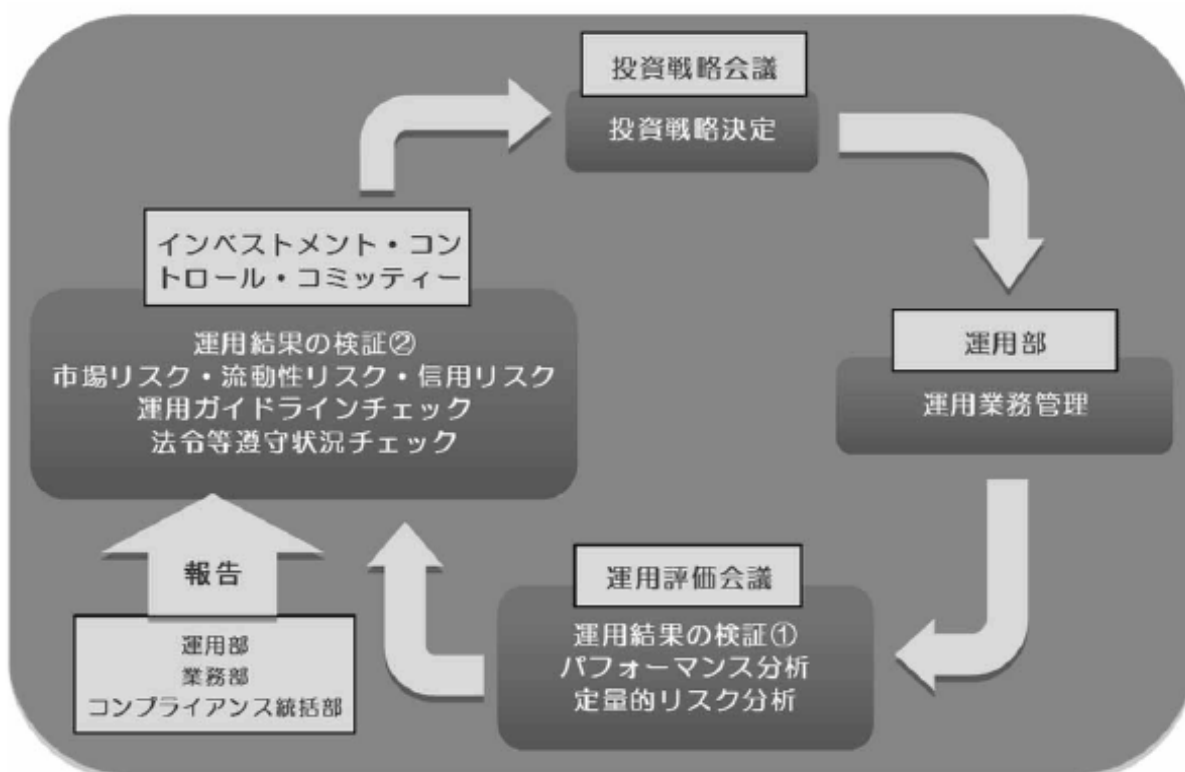 投資戦略会議
投資戦略決定
運用部
運用業務管理
運用評価会議
運用結果の検証①
パフォーマンス分析
定量的リスク分析
インベストメント・コン
トロール・コミッティー
運用結果の検証②
市場リスク・流動性リスク・信用リスク
運用ガイドラインチェック
法令等遵守状況チェック
報告
運用部
業務部
コンプライアンス統括部